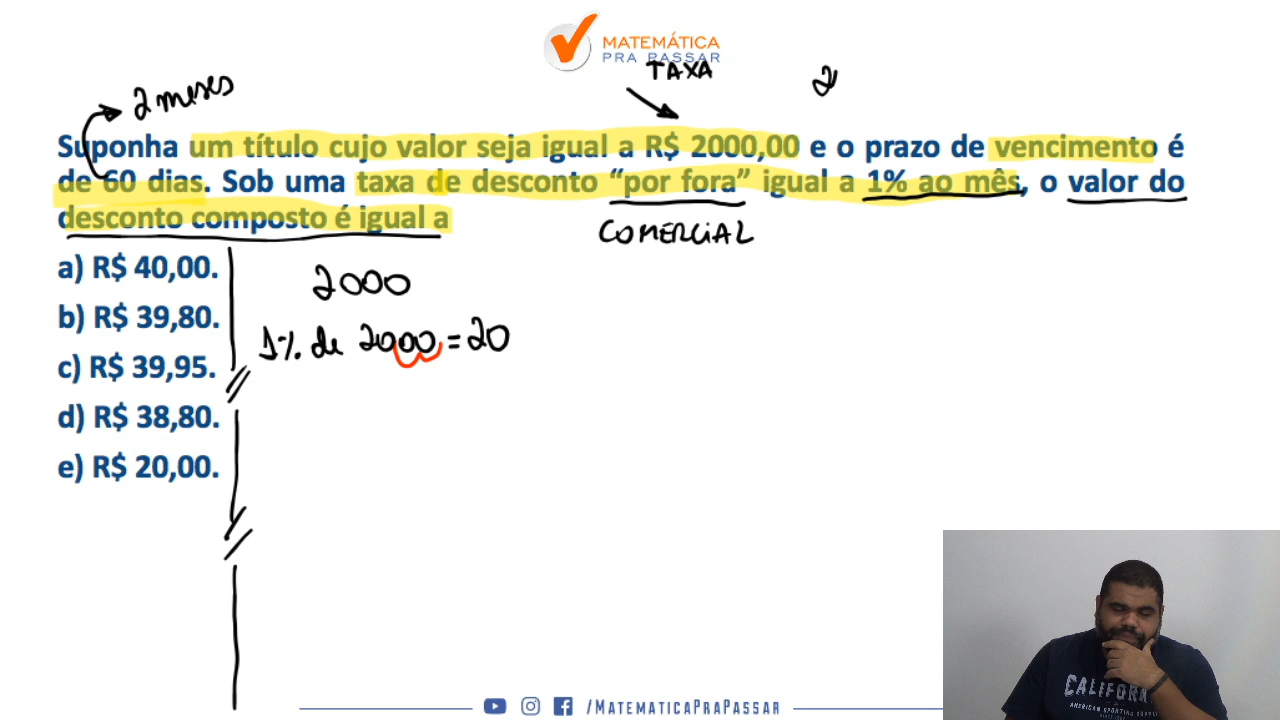 MATEMÁTICA
PRA PASSAR
TAXA
2
2 meses
Suponha um título cujo valor seja igual a R$ 2000,00 e o prazo de vencimento é
de 60 dias. Sob uma taxa de desconto “por fora” igual a 1% ao mês, o valor do
desconto composto é igual a
COMERCIAL
a) R$ 40,00.
b) R$ 39,80.
c) R$ 39,95.
d) R$ 38,80.
e) R$ 20,00.
2000
1% de 2000 = 20
CALIFORN
/MATEMATICAPRAPASSAR